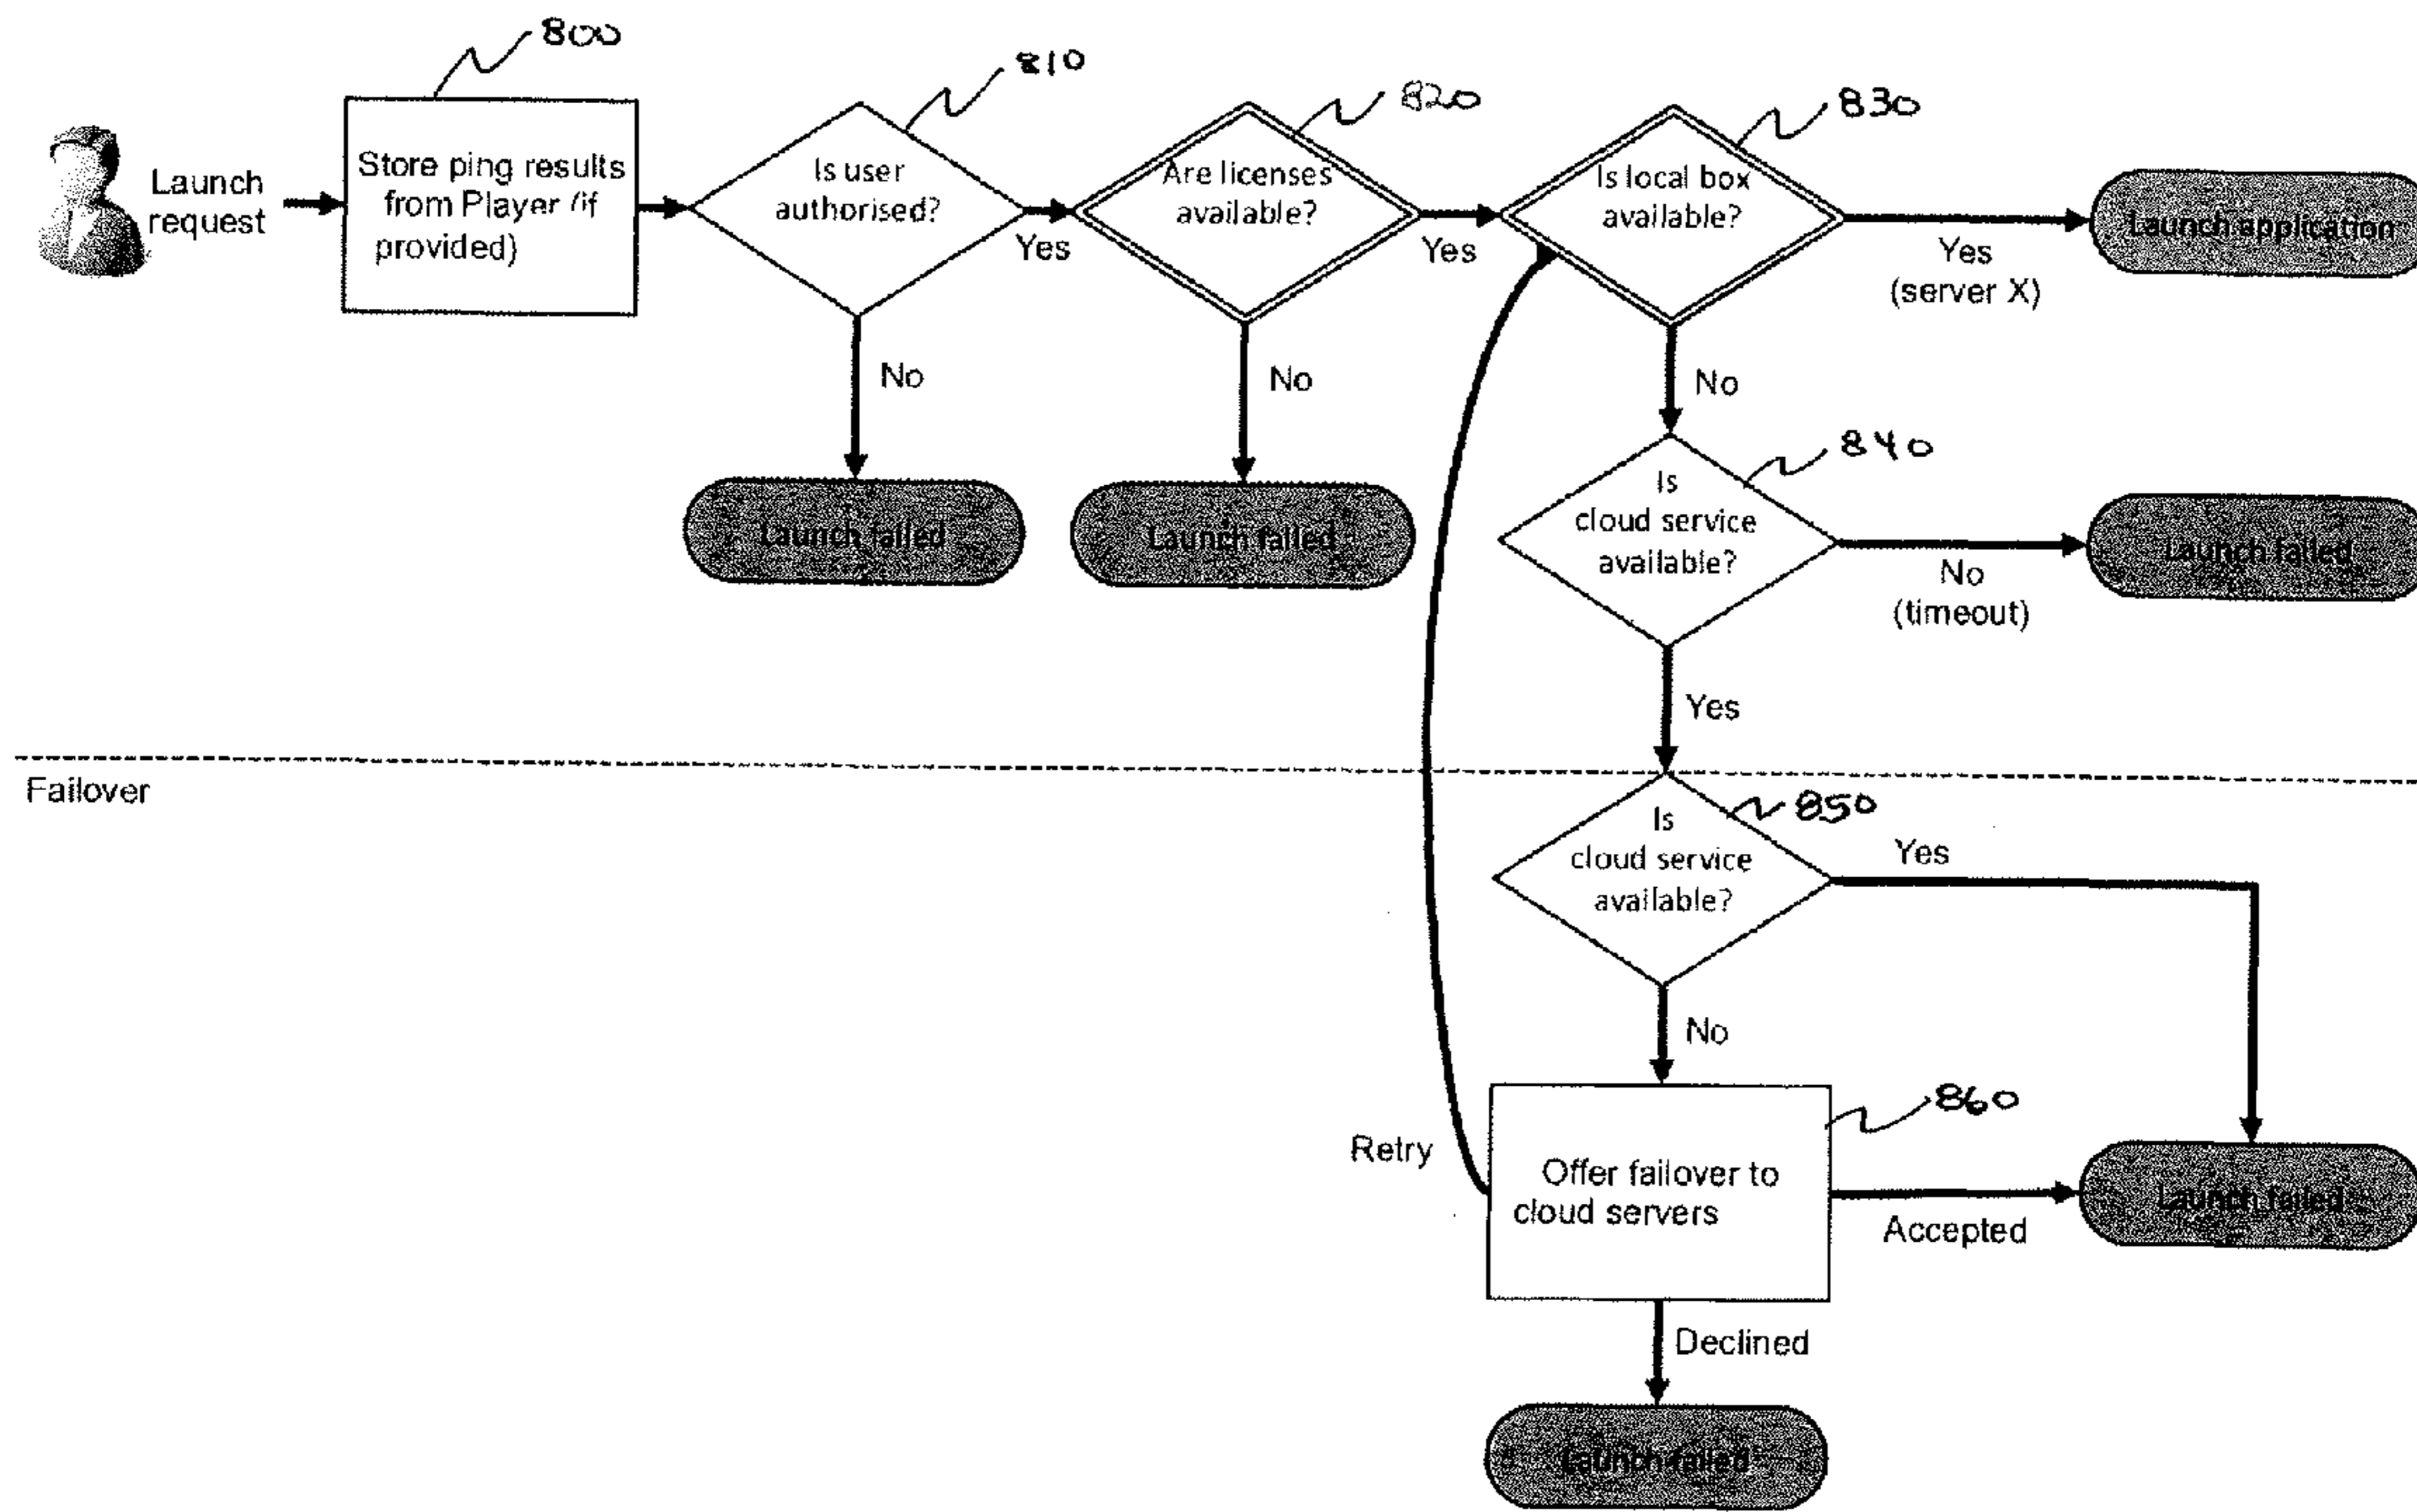 800
810
820
830
Launch
request
Store ping results
from Player (if
provided)
Is user
authorised?
Yes
Are licenses
available?
Yes
Is local box
available?
Yes
(server X)
Launch application
No
No
No
Launch failed
Launch failed
840
Is
cloud service
available?
No
(timeout)
Launch failed
Yes
Failover
850
Is
cloud service
available?
Yes
No
860
Retry
Offer failover to
cloud servers
Accepted
Launch failed
Declined
Launch failed